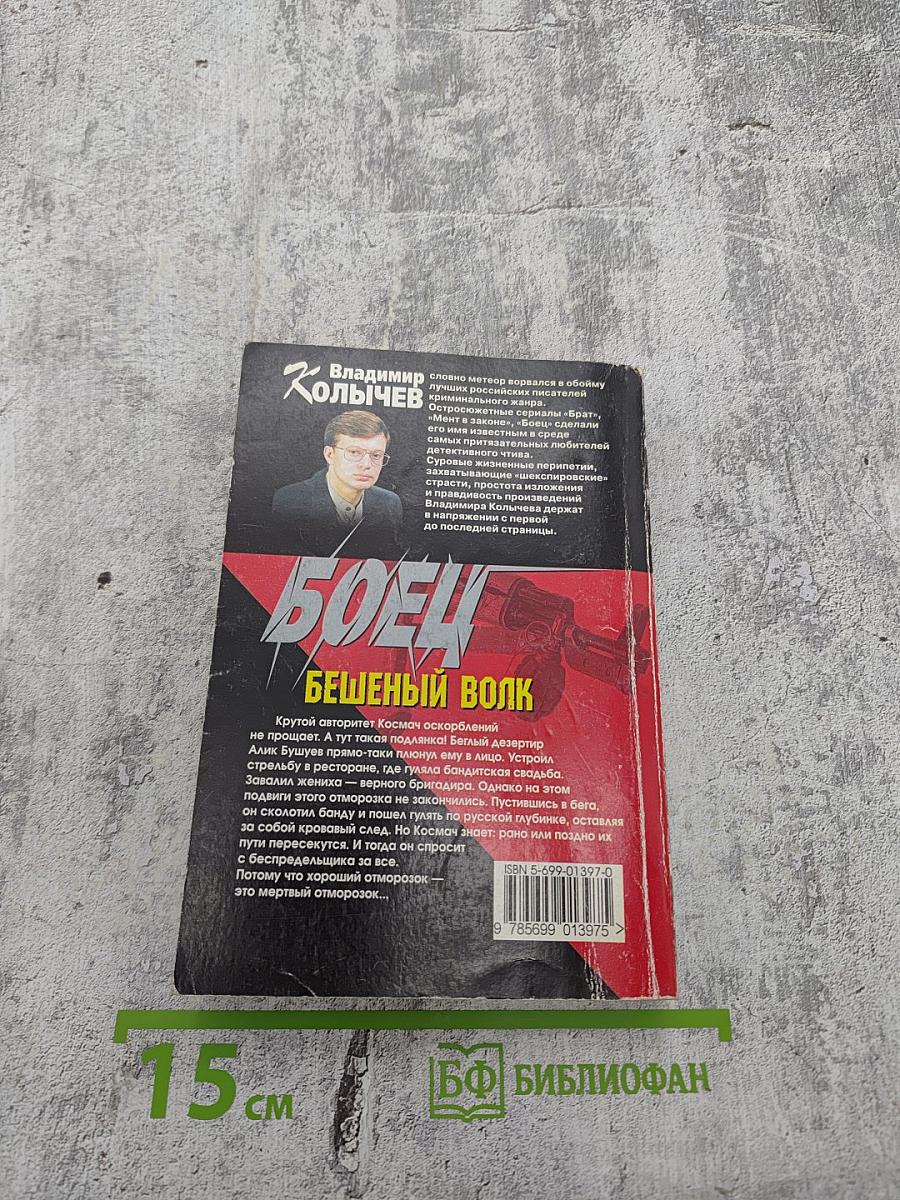 Владимир
Колычев
словно метеор ворвался в обойму
лучших российских писателей
криминального жанра.
Остросюжетные сериалы «Брат»,
«Мент в законе», «Боец» сделали
его имя известным в среде
самых притязательных любителей
детективного чтива.
Суровые жизненные перипетии,
захватывающие «шекспировские»
страсти, простота изложения
и правдивость произведений
Владимира Колычева держат
в напряжении с первой
до последней страницы.
БОЕЦ
БЕШЕНЫЙ ВОЛК
Крутой авторитет Космач оскорблений
не прощает. А тут такая подлянка! Беглый дезертир
Алик Бушуев прямо-таки плюнул ему в лицо. Устроил
стрельбу в ресторане, где гуляла бандитская свадьба.
Завалил жениха — верного бригадира. Однако на этом
подвиги этого отморозка не закончились. Пустившись в бега,
он сколотил банду и пошел гулять по русской глубинке, оставляя
за собой кровавый след. Но Космач знает: рано или поздно их
пути пересекутся. И тогда он спросит
с беспредельщика за все.
Потому что хороший отморозок —
это мертвый отморозок...
ISBN 5-699-01397-0
9 785699 013975 >
15 см
БФ БИБЛИОФАН